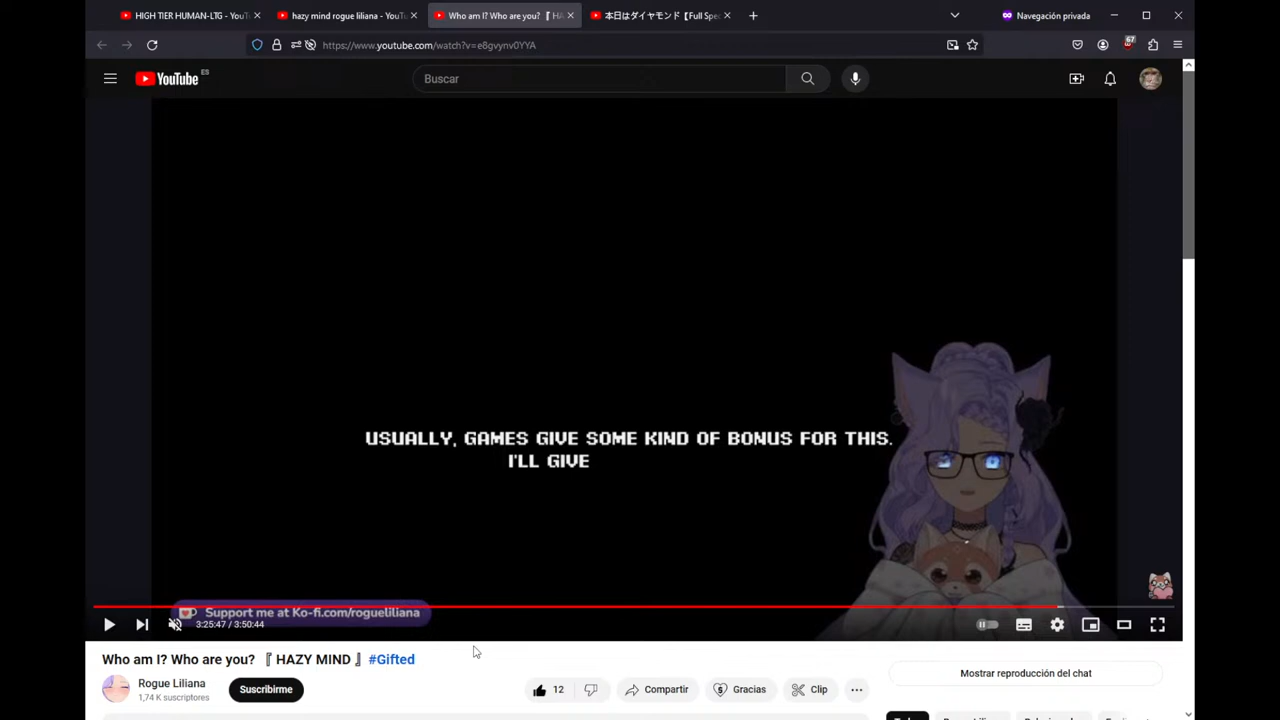 HIGH TIER HUMAN-LTG - YouTu
hazy mind rogue liliana - YouTu
Who am I? Who are you? 『 HA
本日はダイヤモンド【Full Spec
Navegación privada
https://www.youtube.com/watch?v=e8gvynv0YYA
67
YouTube ES
Buscar
USUALLY, GAMES GIVE SOME KIND OF BONUS FOR THIS.
I'LL GIVE
Support me at Ko-fi.com/rogueliliana
3:25:47 / 3:50:44
Who am I? Who are you? 『 HAZY MIND 』 #Gifted
Rogue Liliana
1,74 K suscriptores
Suscribirme
12
Compartir
Gracias
Clip
Mostrar reproducción del chat